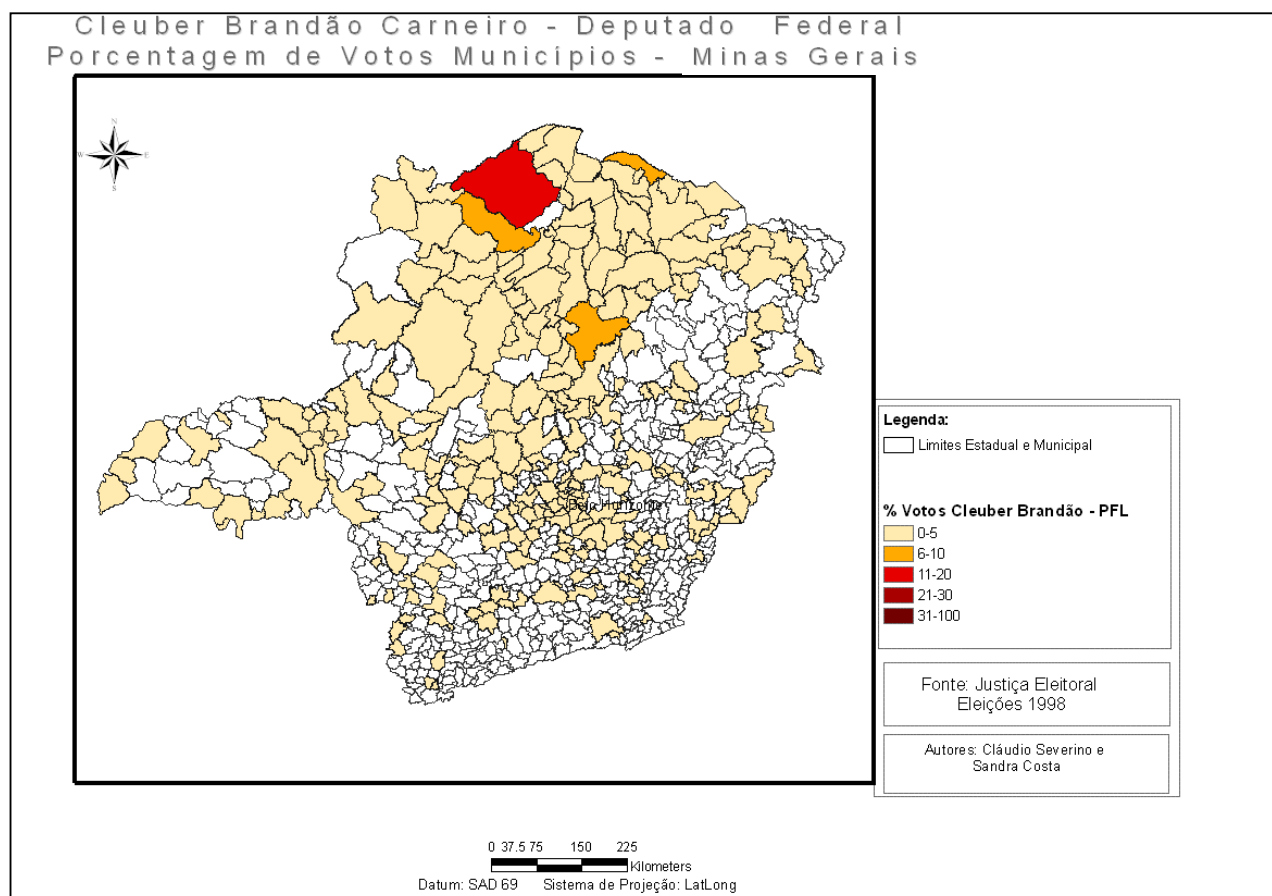 Cleuber Brandão Carneiro - Deputado Federal
Porcentagem de Votos Municípios - Minas Gerais
N
W E
S
Belo Horizonte
Legenda:
Limites Estadual e Municipal
% Votos Cleuber Brandão - PFL
0-5
6-10
11-20
21-30
31-100
Fonte: Justiça Eleitoral
Eleições 1998
Autores: Cláudio Severino e
Sandra Costa
0 37.5 75 150 225
Kilometers
Datum: SAD 69 Sistema de Projeção: LatLong